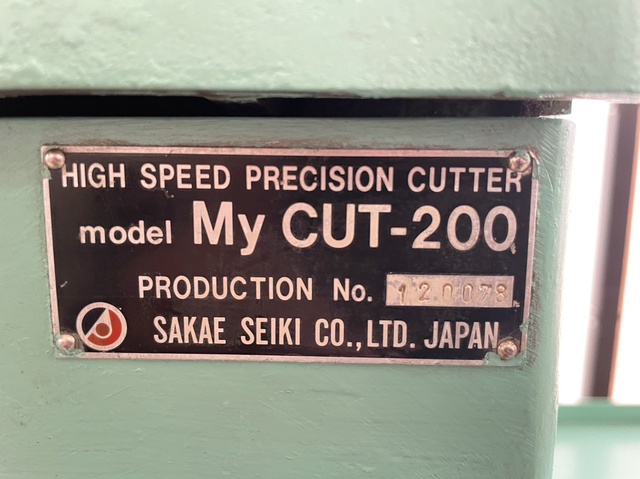 HIGH SPEED PRECISION CUTTER
model My CUT-200
PRODUCTION No. 120078
SAKAE SEIKI CO., LTD. JAPAN